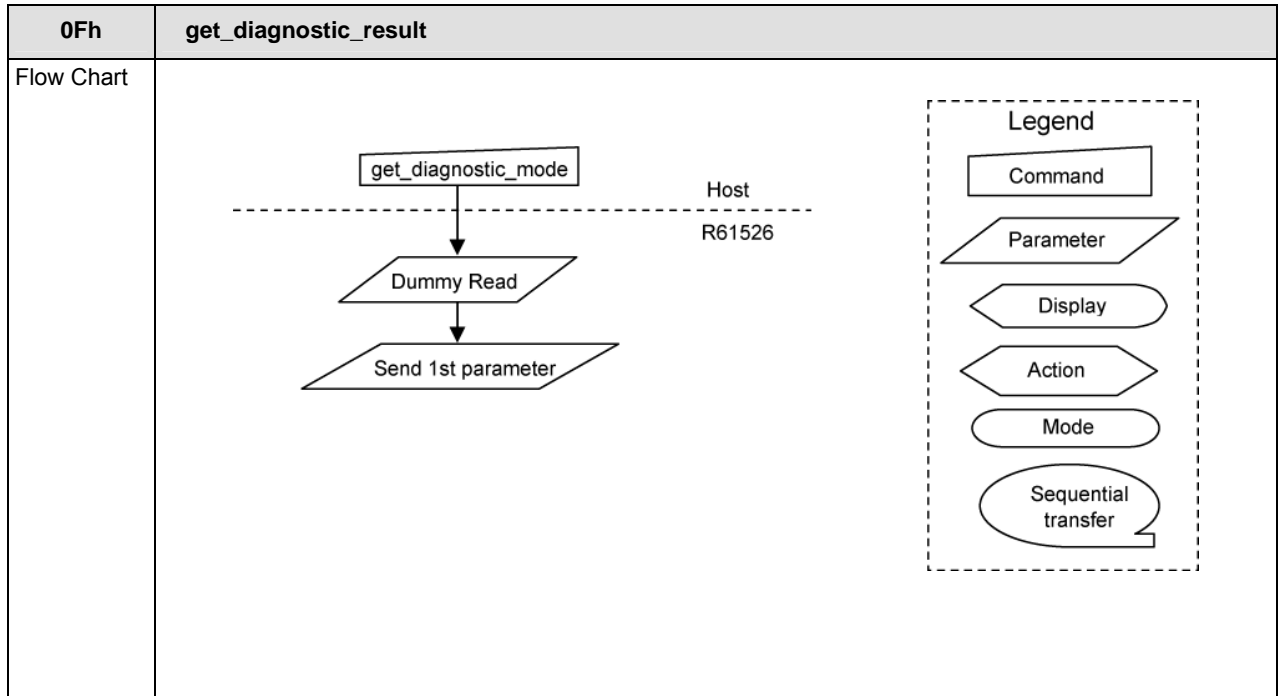 0Fh get_diagnostic_result
Flow Chart
get_diagnostic_mode
Host
R61526
Dummy Read
Send 1st parameter
Legend
Command
Parameter
Display
Action
Mode
Sequential
transfer